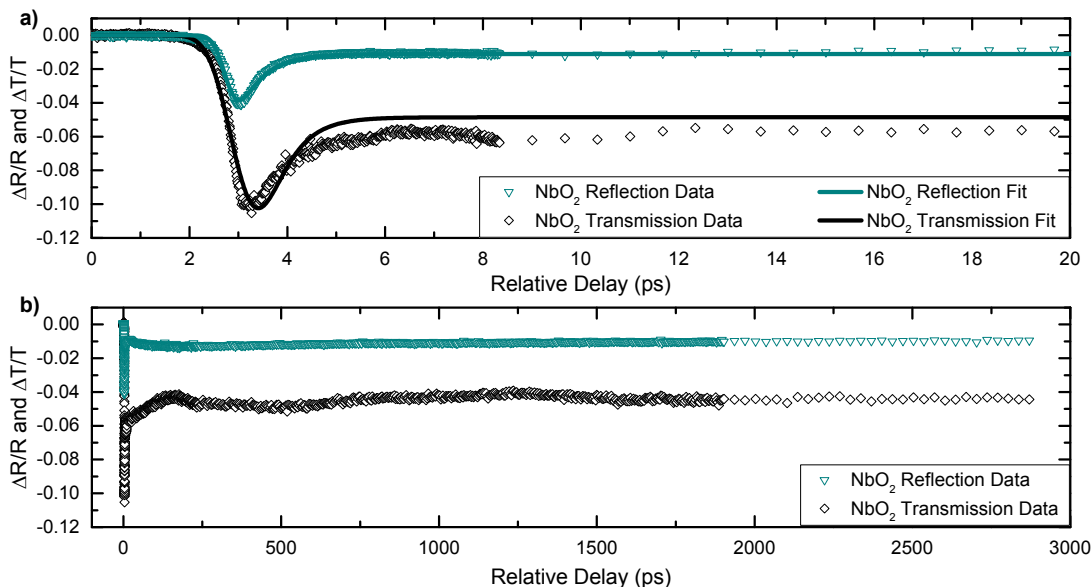 a)
0.00
-0.02
-0.04
-0.06
-0.08
-0.10
-0.12
ΔR/R and ΔT/T
NbO₂ Reflection Data
NbO₂ Reflection Fit
NbO₂ Transmission Data
NbO₂ Transmission Fit
0 2 4 6 8 10 12 14 16 18 20
Relative Delay (ps)
b)
0.00
-0.02
-0.04
-0.06
-0.08
-0.10
-0.12
ΔR/R and ΔT/T
NbO₂ Reflection Data
NbO₂ Transmission Data
0 500 1000 1500 2000 2500 3000
Relative Delay (ps)